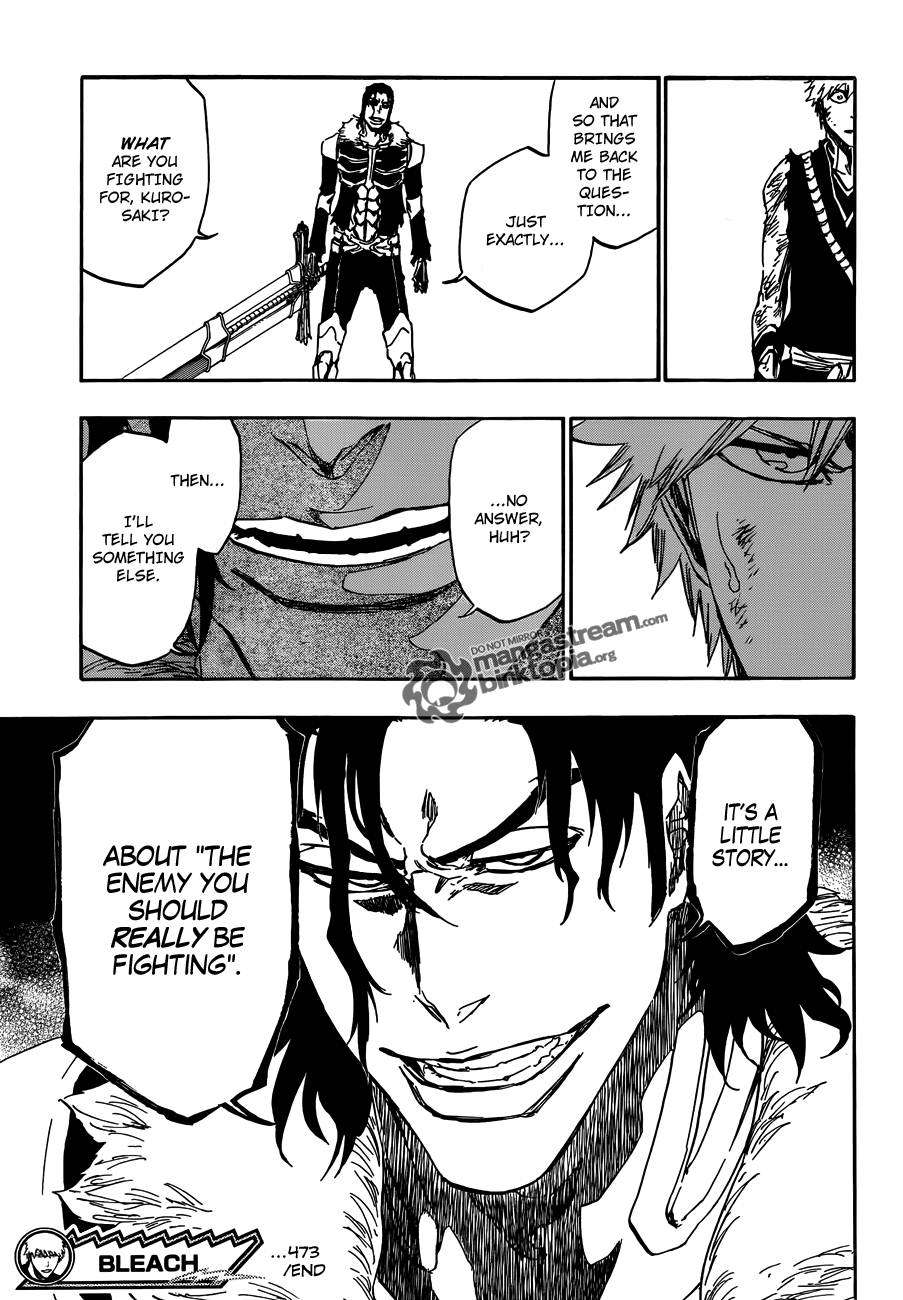 AND
SO THAT
BRINGS
ME BACK
TO THE
QUES-
TION...
JUST
EXACTLY...
WHAT
ARE YOU
FIGHTING
FOR, KURO-
SAKI?
...NO
ANSWER,
HUH?
THEN...
I'LL
TELL YOU
SOMETHING
ELSE.
DO NOT MIRROR
mangastream.com
binktopia.org
IT'S A
LITTLE
STORY...
ABOUT "THE
ENEMY YOU
SHOULD
REALLY BE
FIGHTING".
BLEACH
...473
/END